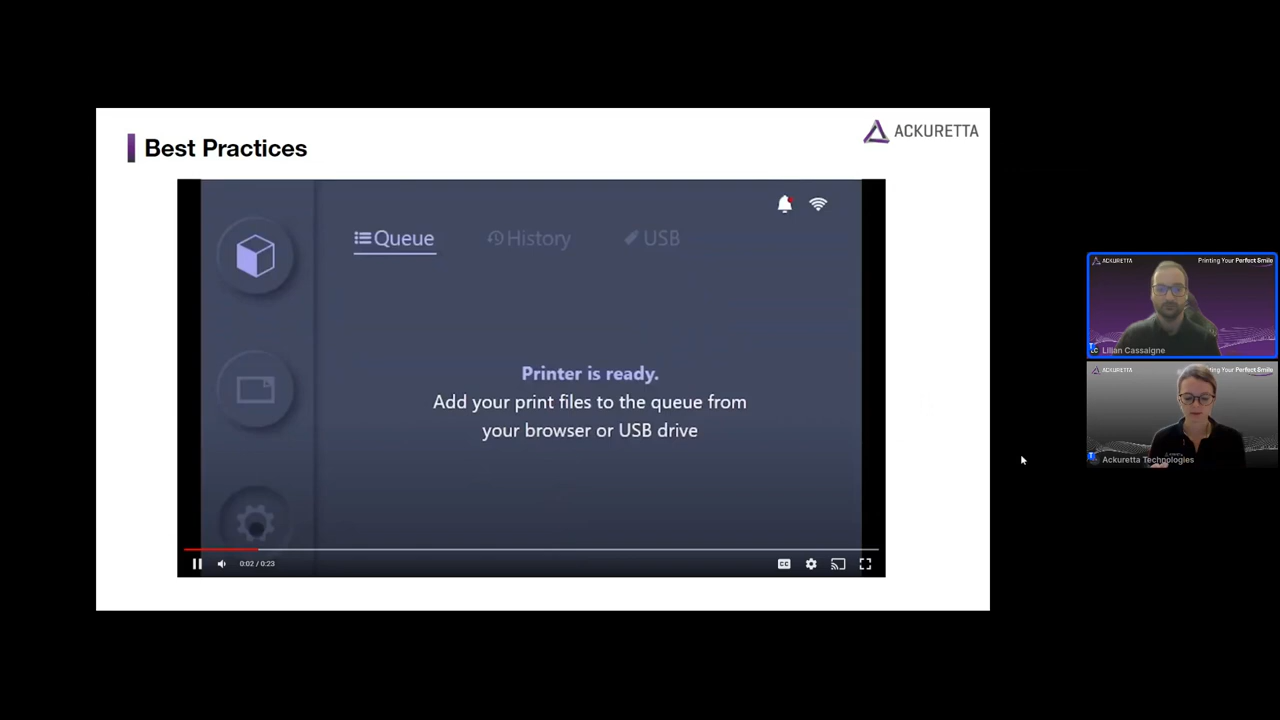 Best Practices
ACKURETTA
Queue
History
USB
Printer is ready.
Add your print files to the queue from
your browser or USB drive
0:02 / 0:23
CC
ACKURETTA
Printing Your Perfect Smile
Lilian Cassaigne
ACKURETTA
Printing Your Perfect Smile
Ackuretta Technologies